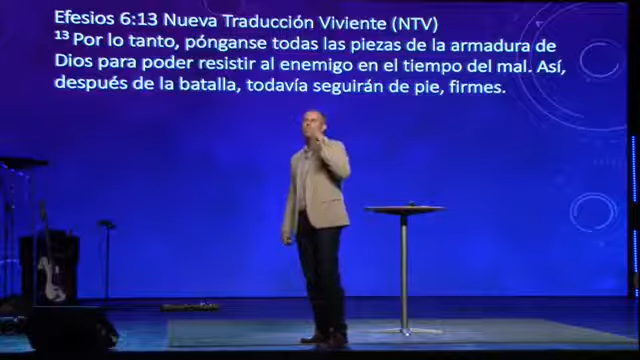 Efesios 6:13 Nueva Traducción Viviente (NTV)
¹³ Por lo tanto, pónganse todas las piezas de la armadura de
Dios para poder resistir al enemigo en el tiempo del mal. Así,
después de la batalla, todavía seguirán de pie, firmes.